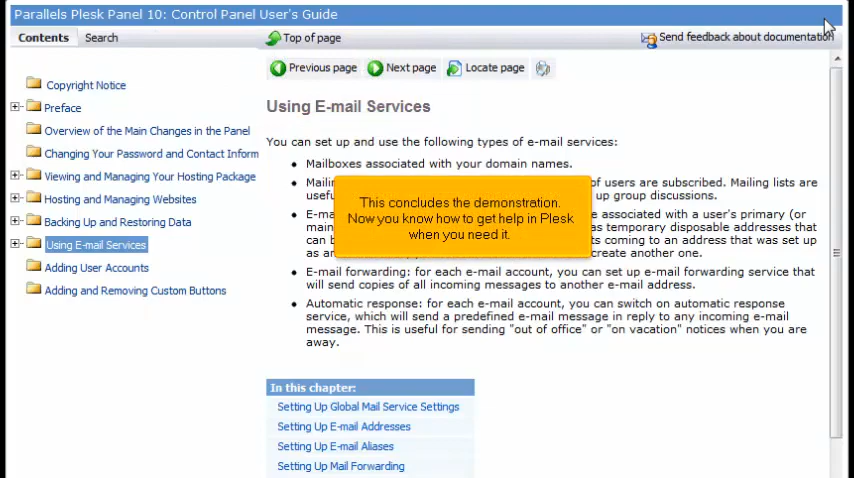 Parallels Plesk Panel 10: Control Panel User's Guide
Contents
Search
Top of page
Send feedback about documentation
Previous page
Next page
Locate page
Copyright Notice
Preface
Overview of the Main Changes in the Panel
Changing Your Password and Contact Inform
Viewing and Managing Your Hosting Package
Hosting and Managing Websites
Backing Up and Restoring Data
Using E-mail Services
Adding User Accounts
Adding and Removing Custom Buttons
Using E-mail Services
You can set up and use the following types of e-mail services:
Mailboxes associated with your domain names.
Mailin of users are subscribed. Mailing lists are
usefu up group discussions.
E-ma e associated with a user's primary (or
main as temporary disposable addresses that
can b ts coming to an address that was set up
as an create another one.
This concludes the demonstration.
Now you know how to get help in Plesk
when you need it.
E-mail forwarding: for each e-mail account, you can set up e-mail forwarding service that
will send copies of all incoming messages to another e-mail address.
Automatic response: for each e-mail account, you can switch on automatic response
service, which will send a predefined e-mail message in reply to any incoming e-mail
message. This is useful for sending "out of office" or "on vacation" notices when you are
away.
In this chapter:
Setting Up Global Mail Service Settings
Setting Up E-mail Addresses
Setting Up E-mail Aliases
Setting Up Mail Forwarding